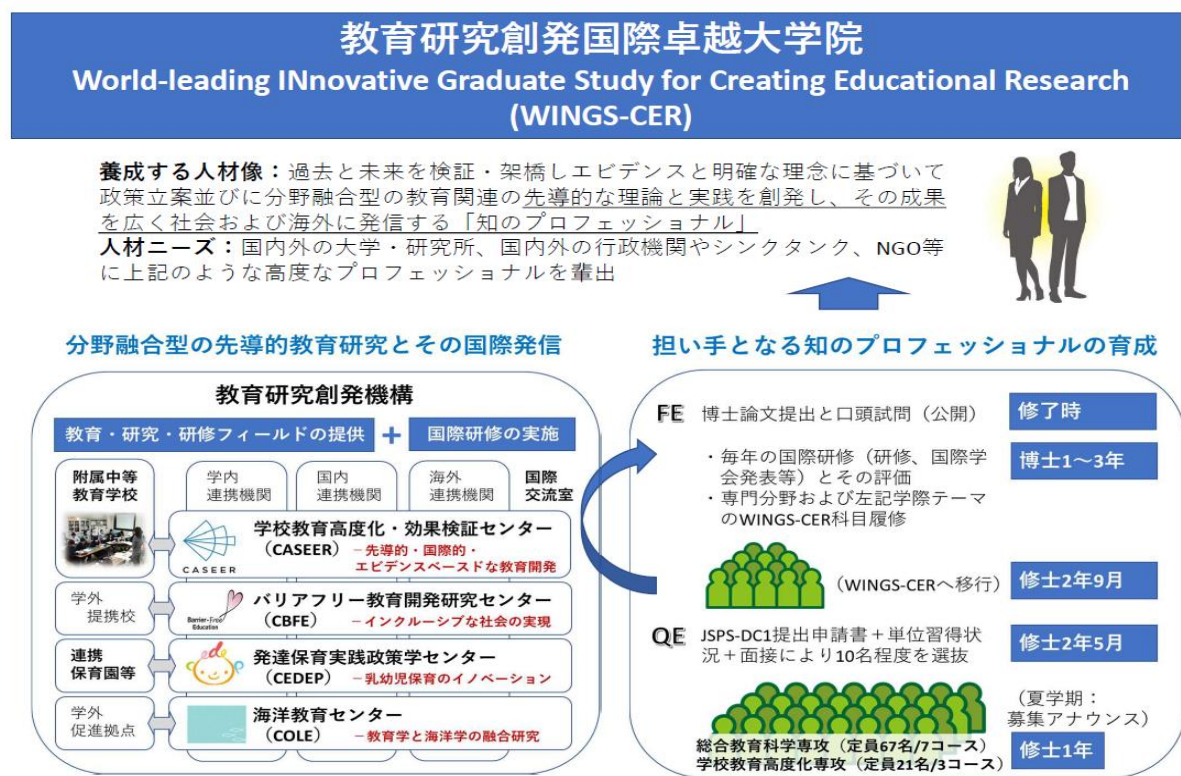 教育研究創発国際卓越大学院
World-leading INnovative Graduate Study for Creating Educational Research
(WINGS-CER)
養成する人材像：過去と未来を検証・架橋しエビデンスと明確な理念に基づいて
政策立案並びに分野融合型の教育関連の先導的な理論と実践を創発し、その成果
を広く社会および海外に発信する「知のプロフェッショナル」
人材ニーズ：国内外の大学・研究所、国内外の行政機関やシンクタンク、NGO等
に上記のような高度なプロフェッショナルを輩出
分野融合型の先導的教育研究とその国際発信
教育研究創発機構
教育・研究・研修フィールドの提供
+
国際研修の実施
附属中等
教育学校
学内
連携機関
国内
連携機関
海外
連携機関
国際
交流室
CASEER
学校教育高度化・効果検証センター
（CASEER）－先導的・国際的・
エビデンスベースドな教育開発
学外
提携校
Barrier-Free
Education
バリアフリー教育開発研究センター
（CBFE）－インクルーシブな社会の実現
連携
保育園等
cedep
発達保育実践政策学センター
（CEDEP）－乳幼児保育のイノベーション
学外
促進拠点
海洋教育センター
（COLE）－教育学と海洋学の融合研究
担い手となる知のプロフェッショナルの育成
FE 博士論文提出と口頭試問（公開）
修了時
・毎年の国際研修（研修、国際学
会発表等）とその評価
・専門分野および左記学際テーマ
のWINGS-CER科目履修
博士1～3年
（WINGS-CERへ移行）
修士2年9月
QE JSPS-DC1提出申請書＋単位習得状
況＋面接により10名程度を選抜
修士2年5月
（夏学期：
募集アナウンス）
総合教育科学専攻（定員67名/7コース）
学校教育高度化専攻（定員21名/3コース）
修士1年